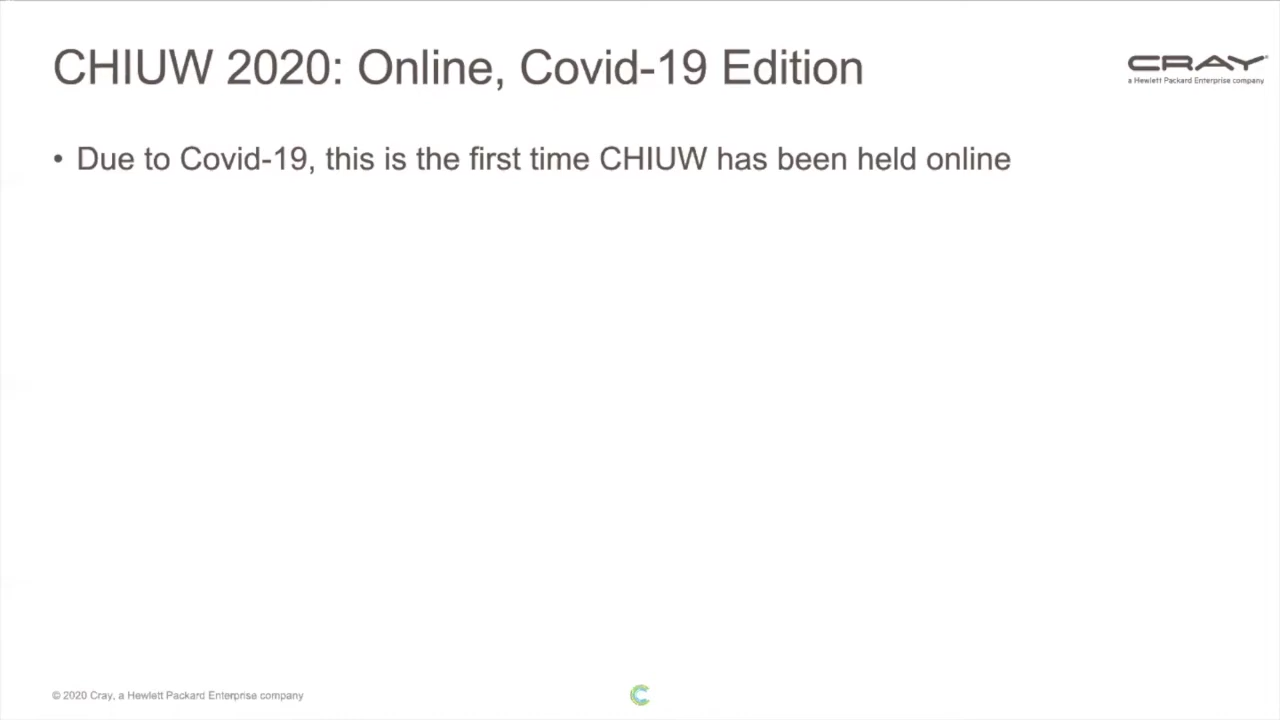 CHIUW 2020: Online, Covid-19 Edition
CRAY
a Hewlett Packard Enterprise company
• Due to Covid-19, this is the first time CHIUW has been held online
© 2020 Cray, a Hewlett Packard Enterprise company